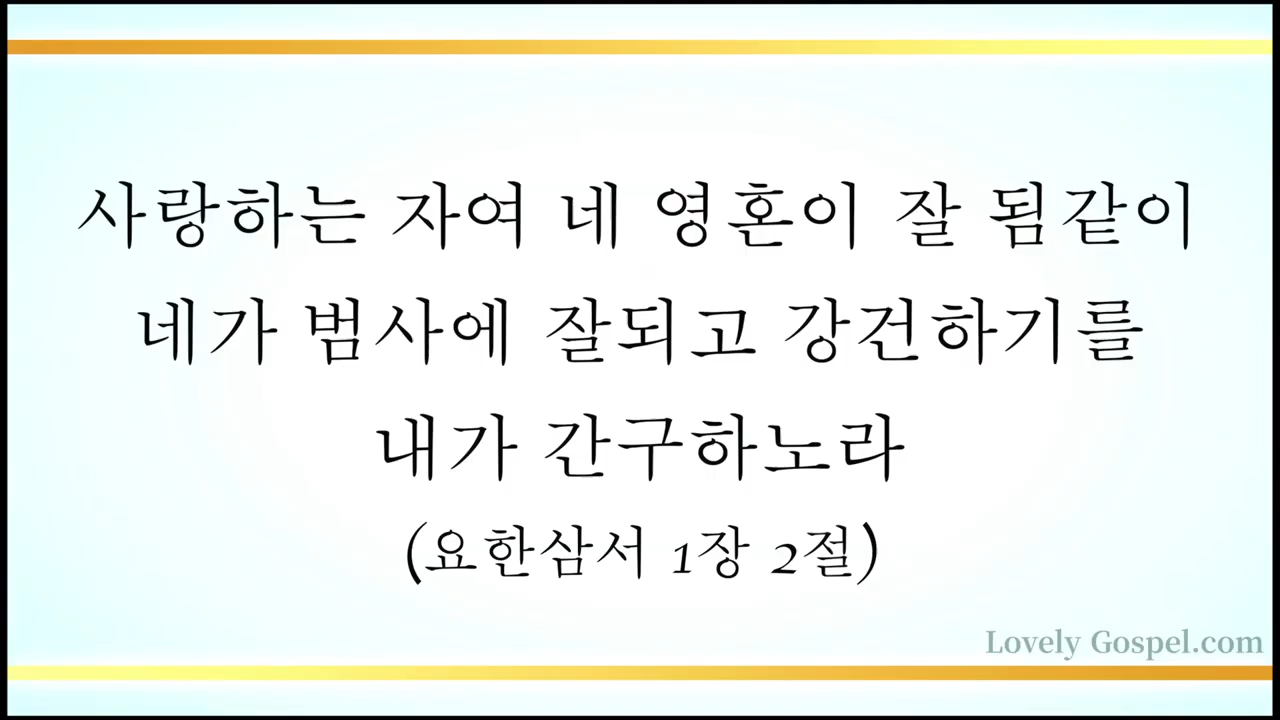 사랑하는 자여 네 영혼이 잘 됨같이
네가 범사에 잘되고 강건하기를
내가 간구하노라
(요한삼서 1장 2절)
Lovely Gospel.com